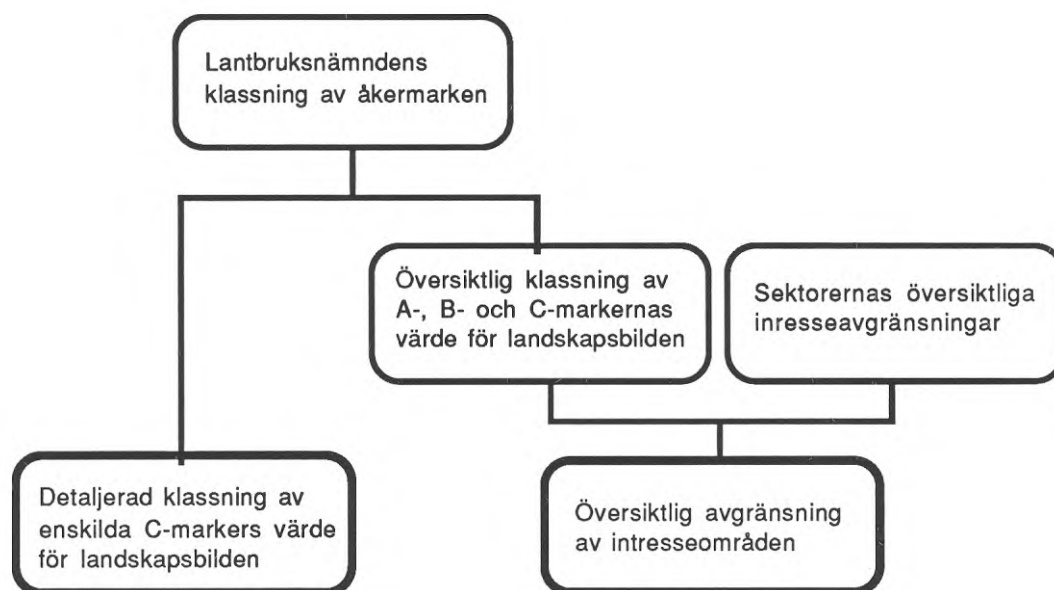 Lantbruksnämndens
klassning av åkermarken
Översiktlig klassning av
A-, B- och C-markernas
värde för landskapsbilden
Sektorernas översiktliga
inresseavgränsningar
Detaljerad klassning av
enskilda C-markers värde
för landskapsbilden
Översiktlig avgränsning
av intresseområden